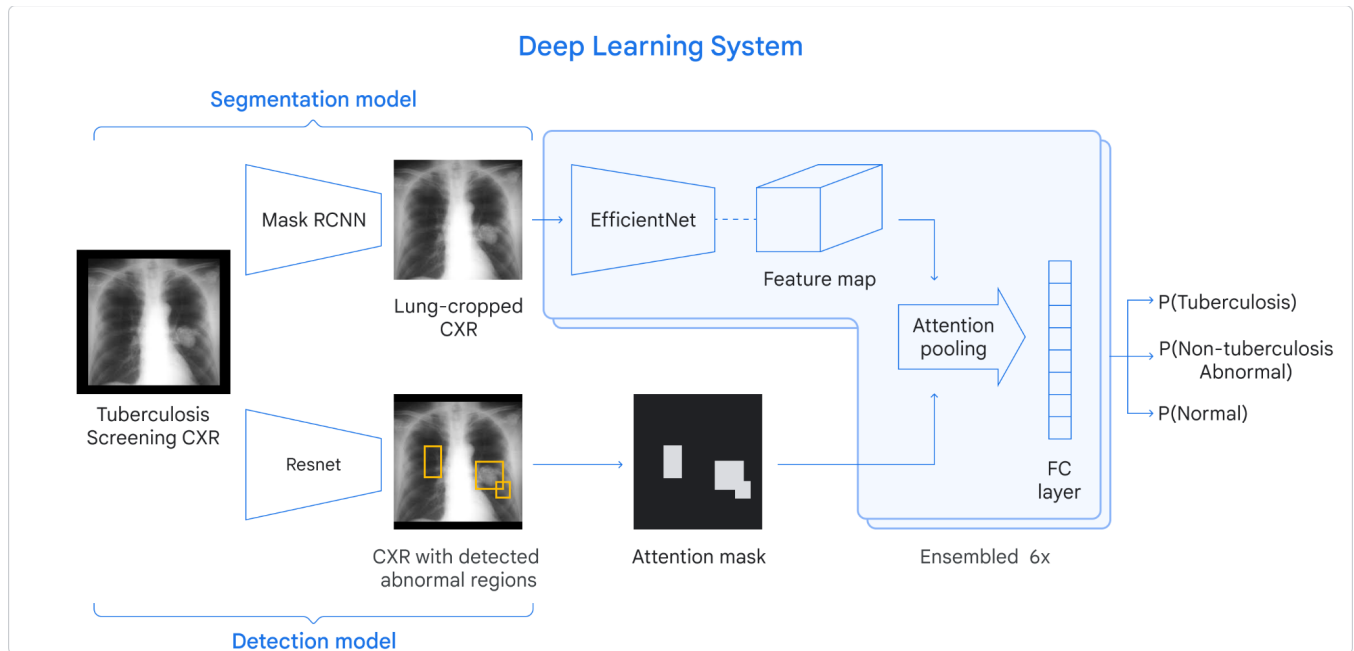 Deep Learning System
Segmentation model
Mask RCNN
Lung-cropped
CXR
EfficientNet
Feature map
Tuberculosis
Screening CXR
Attention
pooling
P(Tuberculosis)
P(Non-tuberculosis
Abnormal)
P(Normal)
Resnet
CXR with detected
abnormal regions
Attention mask
FC
layer
Ensembled 6x
Detection model